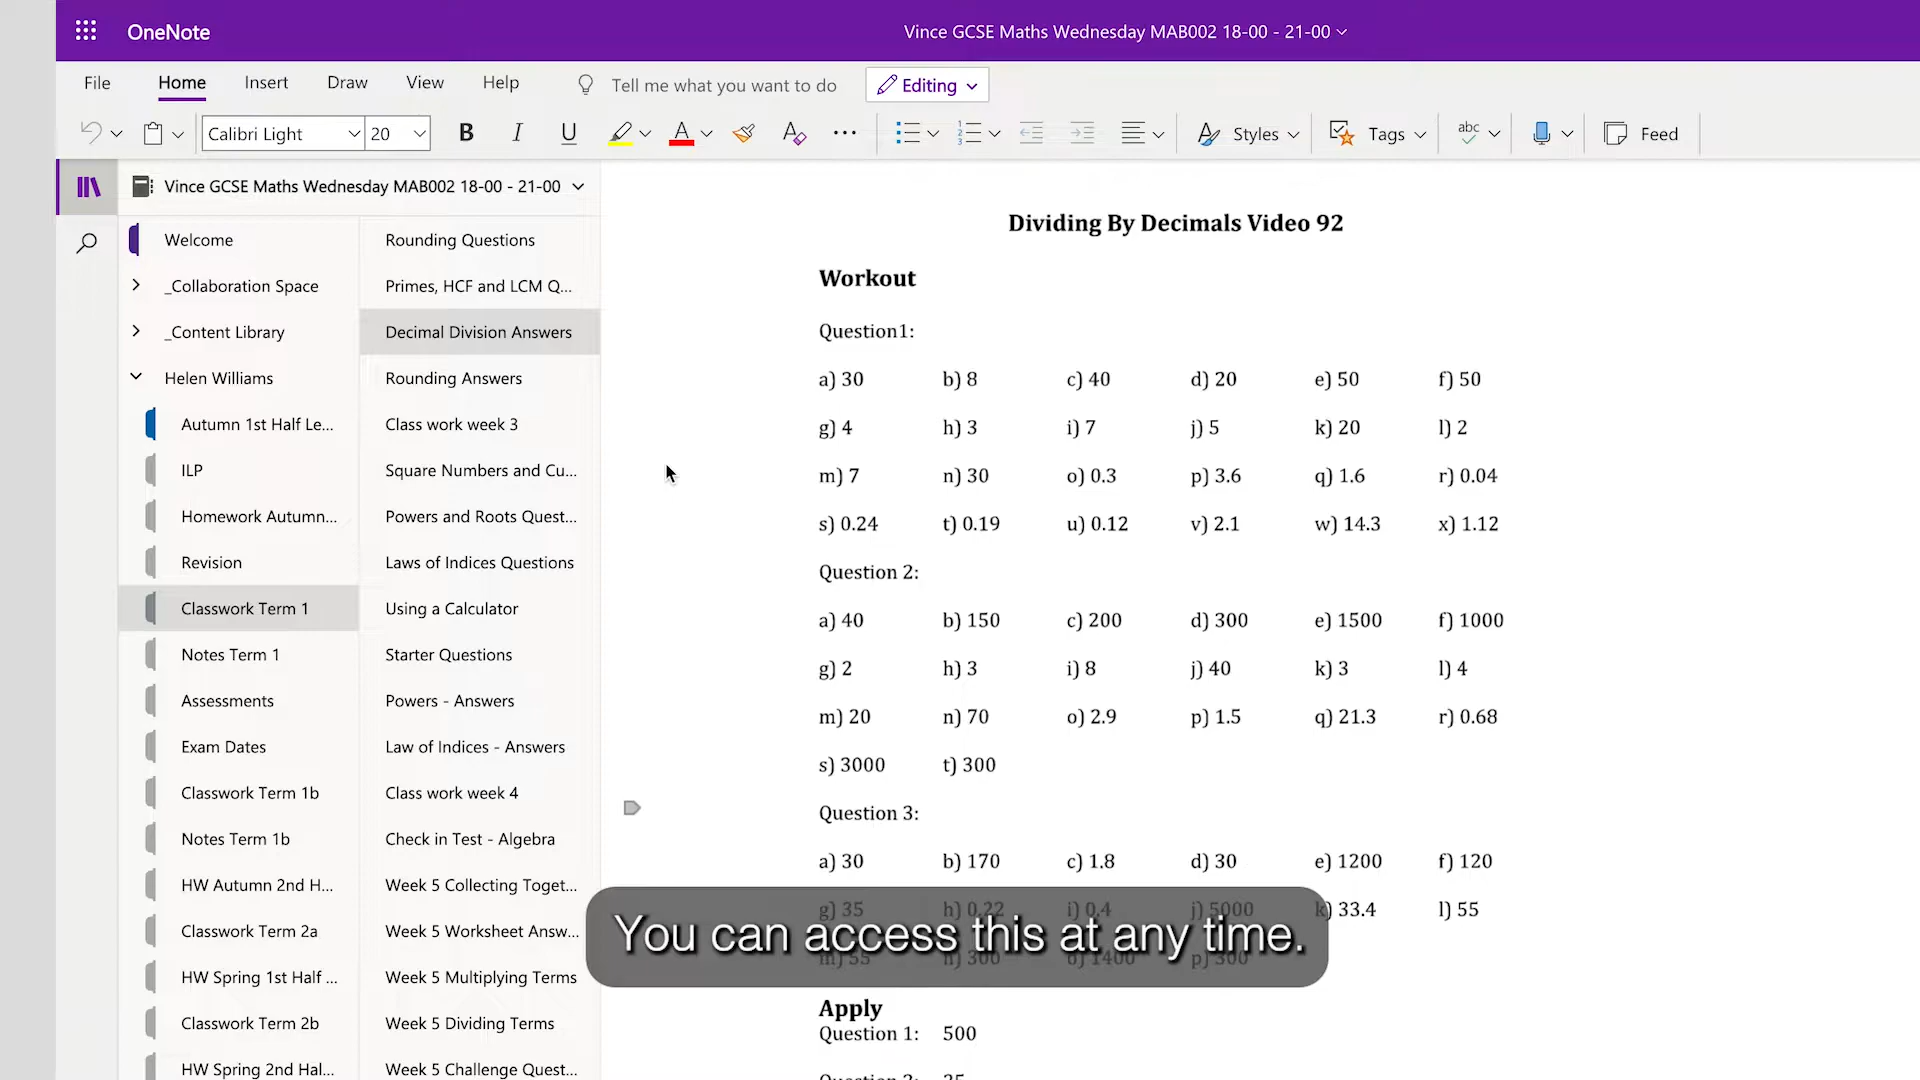 OneNote
Vince GCSE Maths Wednesday MAB002 18-00 - 21-00
File Home Insert Draw View Help Tell me what you want to do Editing
Calibri Light 20 B I U A A Styles Tags abc Feed
Vince GCSE Maths Wednesday MAB002 18-00 - 21-00
Welcome
_Collaboration Space
_Content Library
Helen Williams
Autumn 1st Half Le...
ILP
Homework Autumn...
Revision
Classwork Term 1
Notes Term 1
Assessments
Exam Dates
Classwork Term 1b
Notes Term 1b
HW Autumn 2nd H...
Classwork Term 2a
HW Spring 1st Half ...
Classwork Term 2b
HW Spring 2nd Hal...
Rounding Questions
Primes, HCF and LCM Q...
Decimal Division Answers
Rounding Answers
Class work week 3
Square Numbers and Cu...
Powers and Roots Quest...
Laws of Indices Questions
Using a Calculator
Starter Questions
Powers - Answers
Law of Indices - Answers
Class work week 4
Check in Test - Algebra
Week 5 Collecting Toget...
Week 5 Worksheet Answ...
Week 5 Multiplying Terms
Week 5 Dividing Terms
Week 5 Challenge Quest...
Dividing By Decimals Video 92
Workout
Question1:
a) 30 b) 8 c) 40 d) 20 e) 50 f) 50
g) 4 h) 3 i) 7 j) 5 k) 20 l) 2
m) 7 n) 30 o) 0.3 p) 3.6 q) 1.6 r) 0.04
s) 0.24 t) 0.19 u) 0.12 v) 2.1 w) 14.3 x) 1.12
Question 2:
a) 40 b) 150 c) 200 d) 300 e) 1500 f) 1000
g) 2 h) 3 i) 8 j) 40 k) 3 l) 4
m) 20 n) 70 o) 2.9 p) 1.5 q) 21.3 r) 0.68
s) 3000 t) 300
Question 3:
a) 30 b) 170 c) 1.8 d) 30 e) 1200 f) 120
g) 35 h) 0.22 i) 0.4 j) 5000 k) 33.4 l) 55
You can access this at any time.
m) 55 n) 300 o) 1400 p) 300
Apply
Question 1: 500